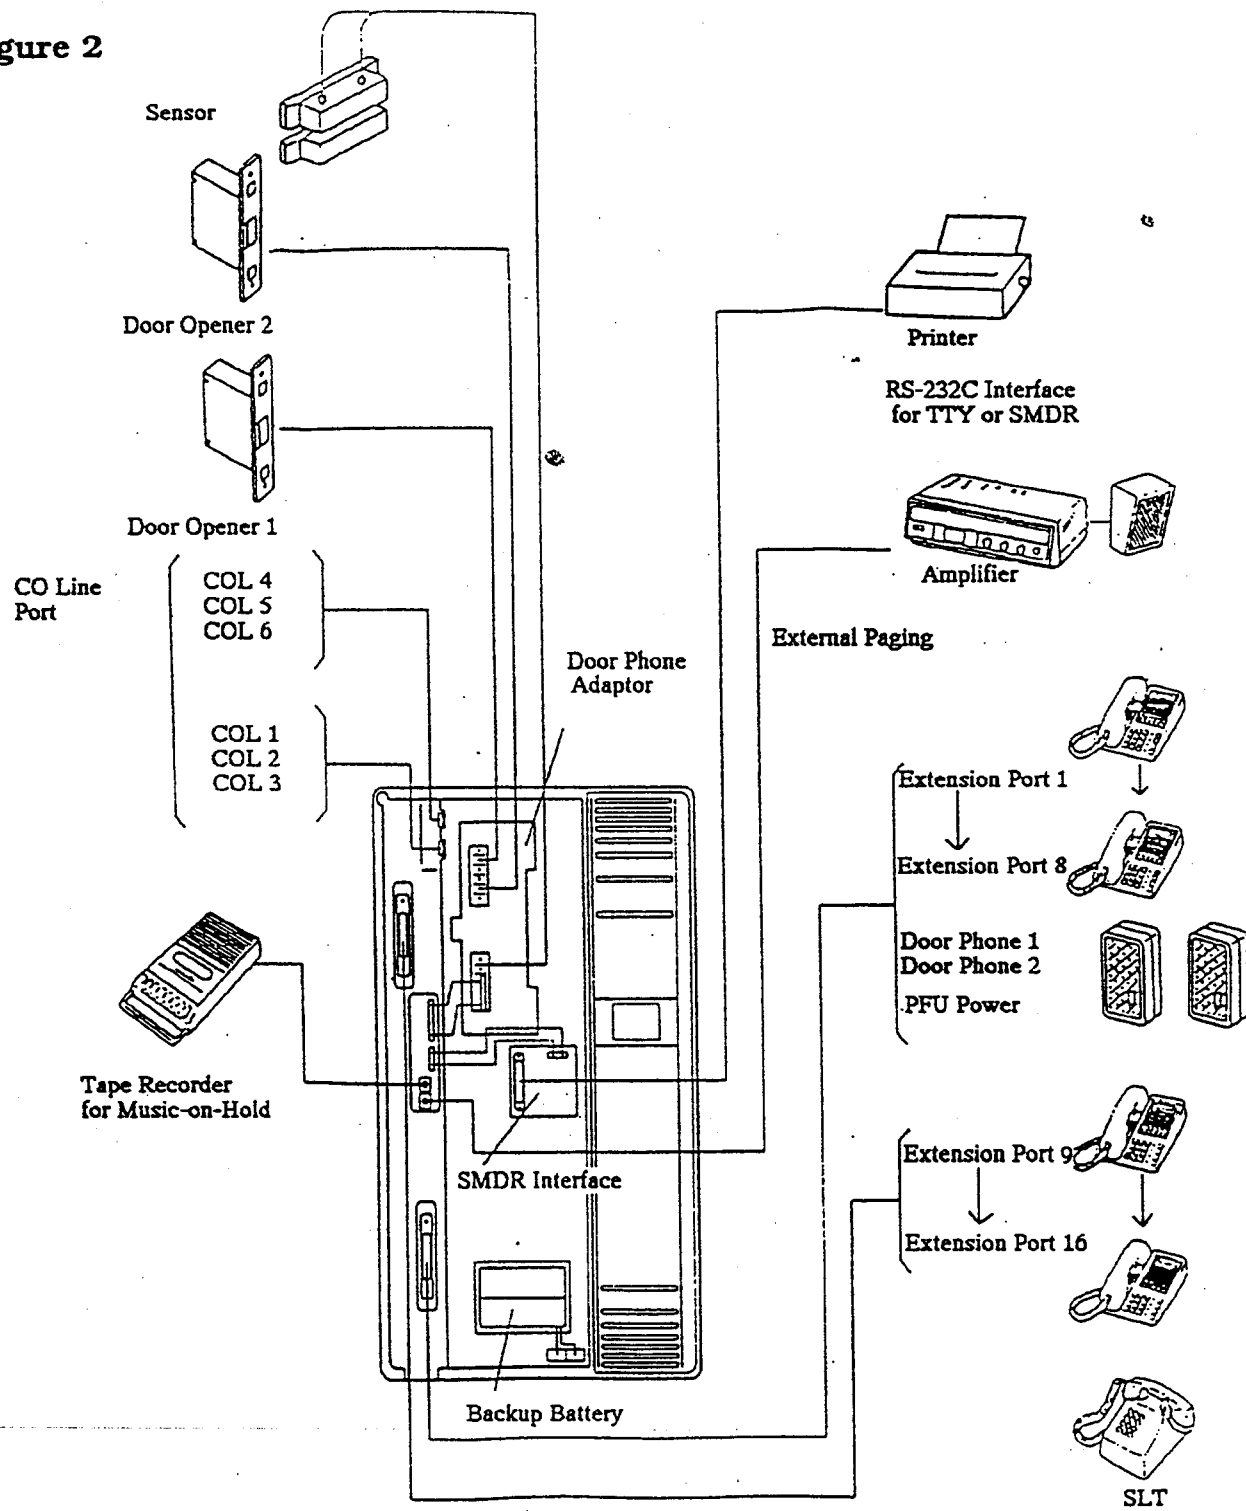 gure 2
Sensor
Door Opener 2
Door Opener 1
CO Line
Port
COL 4
COL 5
COL 6
COL 1
COL 2
COL 3
Door Phone
Adaptor
Printer
RS-232C Interface
for TTY or SMDR
Amplifier
External Paging
Extension Port 1
Extension Port 8
Door Phone 1
Door Phone 2
PFU Power
Tape Recorder
for Music-on-Hold
SMDR Interface
Extension Port 9
Extension Port 16
Backup Battery
SLT